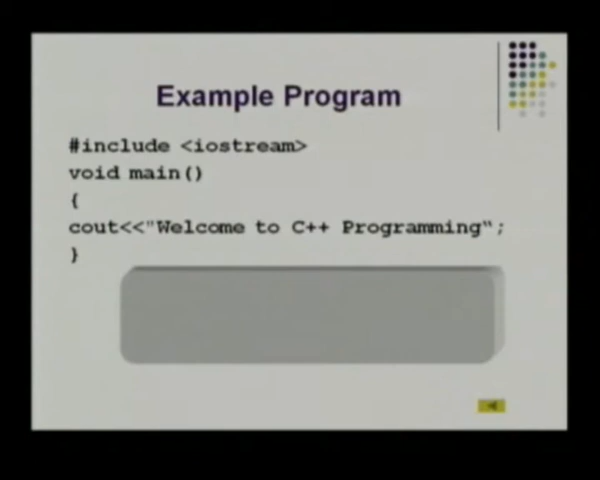 Example Program
#include <iostream>
void main()
{
cout<<"Welcome to C++ Programming";
}